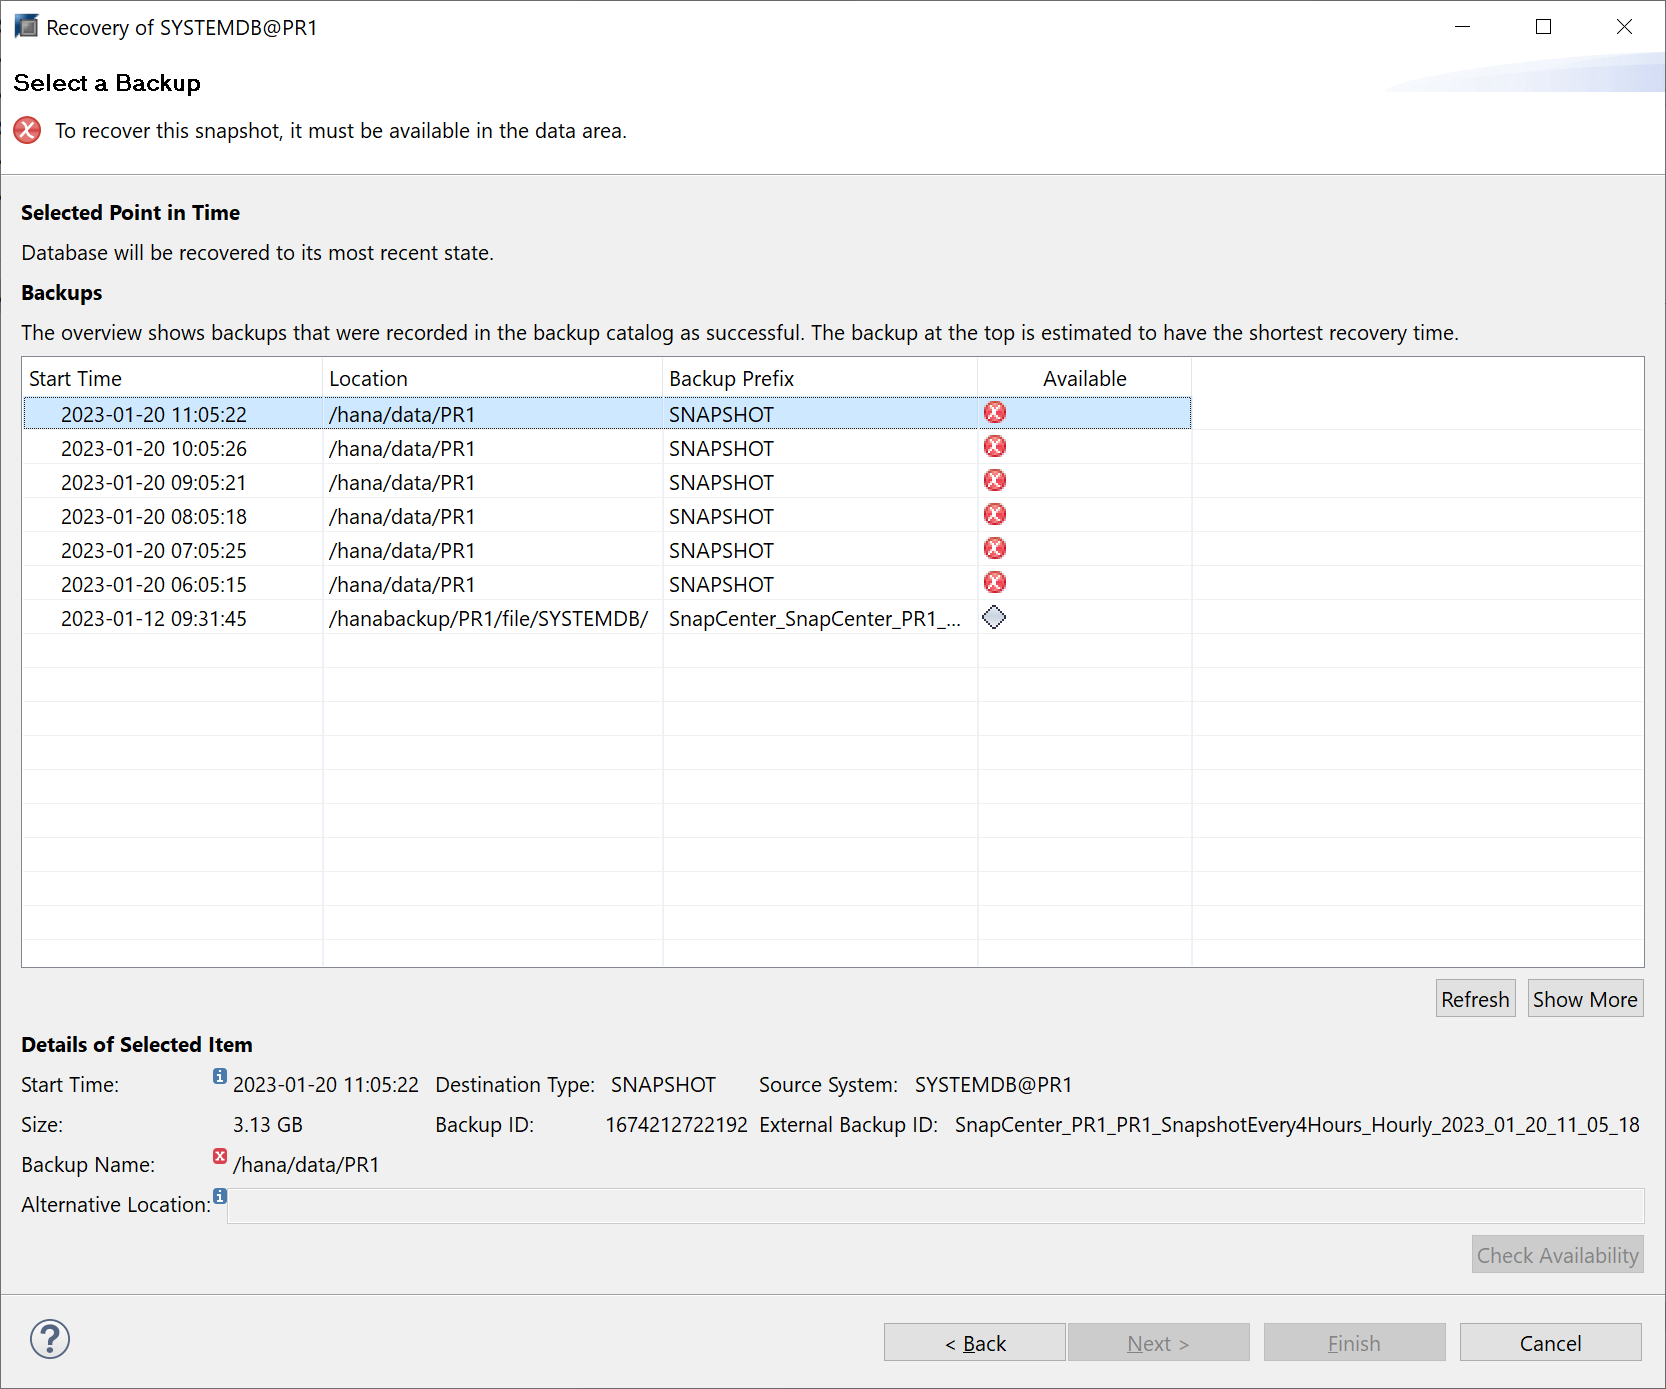 Recovery of SYSTEMDB@PR1
Select a Backup
To recover this snapshot, it must be available in the data area.
Selected Point in Time
Database will be recovered to its most recent state.
Backups
The overview shows backups that were recorded in the backup catalog as successful. The backup at the top is estimated to have the shortest recovery time.
Start Time Location Backup Prefix Available
2023-01-20 11:05:22 /hana/data/PR1 SNAPSHOT
2023-01-20 10:05:26 /hana/data/PR1 SNAPSHOT
2023-01-20 09:05:21 /hana/data/PR1 SNAPSHOT
2023-01-20 08:05:18 /hana/data/PR1 SNAPSHOT
2023-01-20 07:05:25 /hana/data/PR1 SNAPSHOT
2023-01-20 06:05:15 /hana/data/PR1 SNAPSHOT
2023-01-12 09:31:45 /hanabackup/PR1/file/SYSTEMDB/ SnapCenter_SnapCenter_PR1_...
Refresh Show More
Details of Selected Item
Start Time: 2023-01-20 11:05:22 Destination Type: SNAPSHOT Source System: SYSTEMDB@PR1
Size: 3.13 GB Backup ID: 1674212722192 External Backup ID: SnapCenter_PR1_PR1_SnapshotEvery4Hours_Hourly_2023_01_20_11_05_18
Backup Name: /hana/data/PR1
Alternative Location:
Check Availability
? < Back Next > Finish Cancel